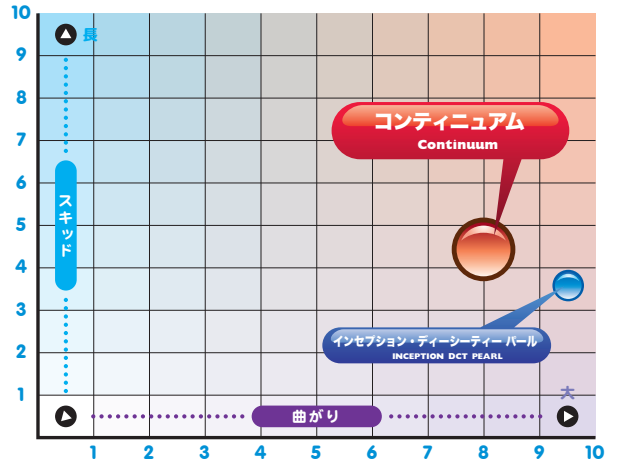 10
長
9
8
7
6
5
4
3
2
1
スキッド
コンティニュアム
Continuum
インセプション・ディーシーティー パール
INCEPTION DCT PEARL
大
曲がり
1 2 3 4 5 6 7 8 9 10